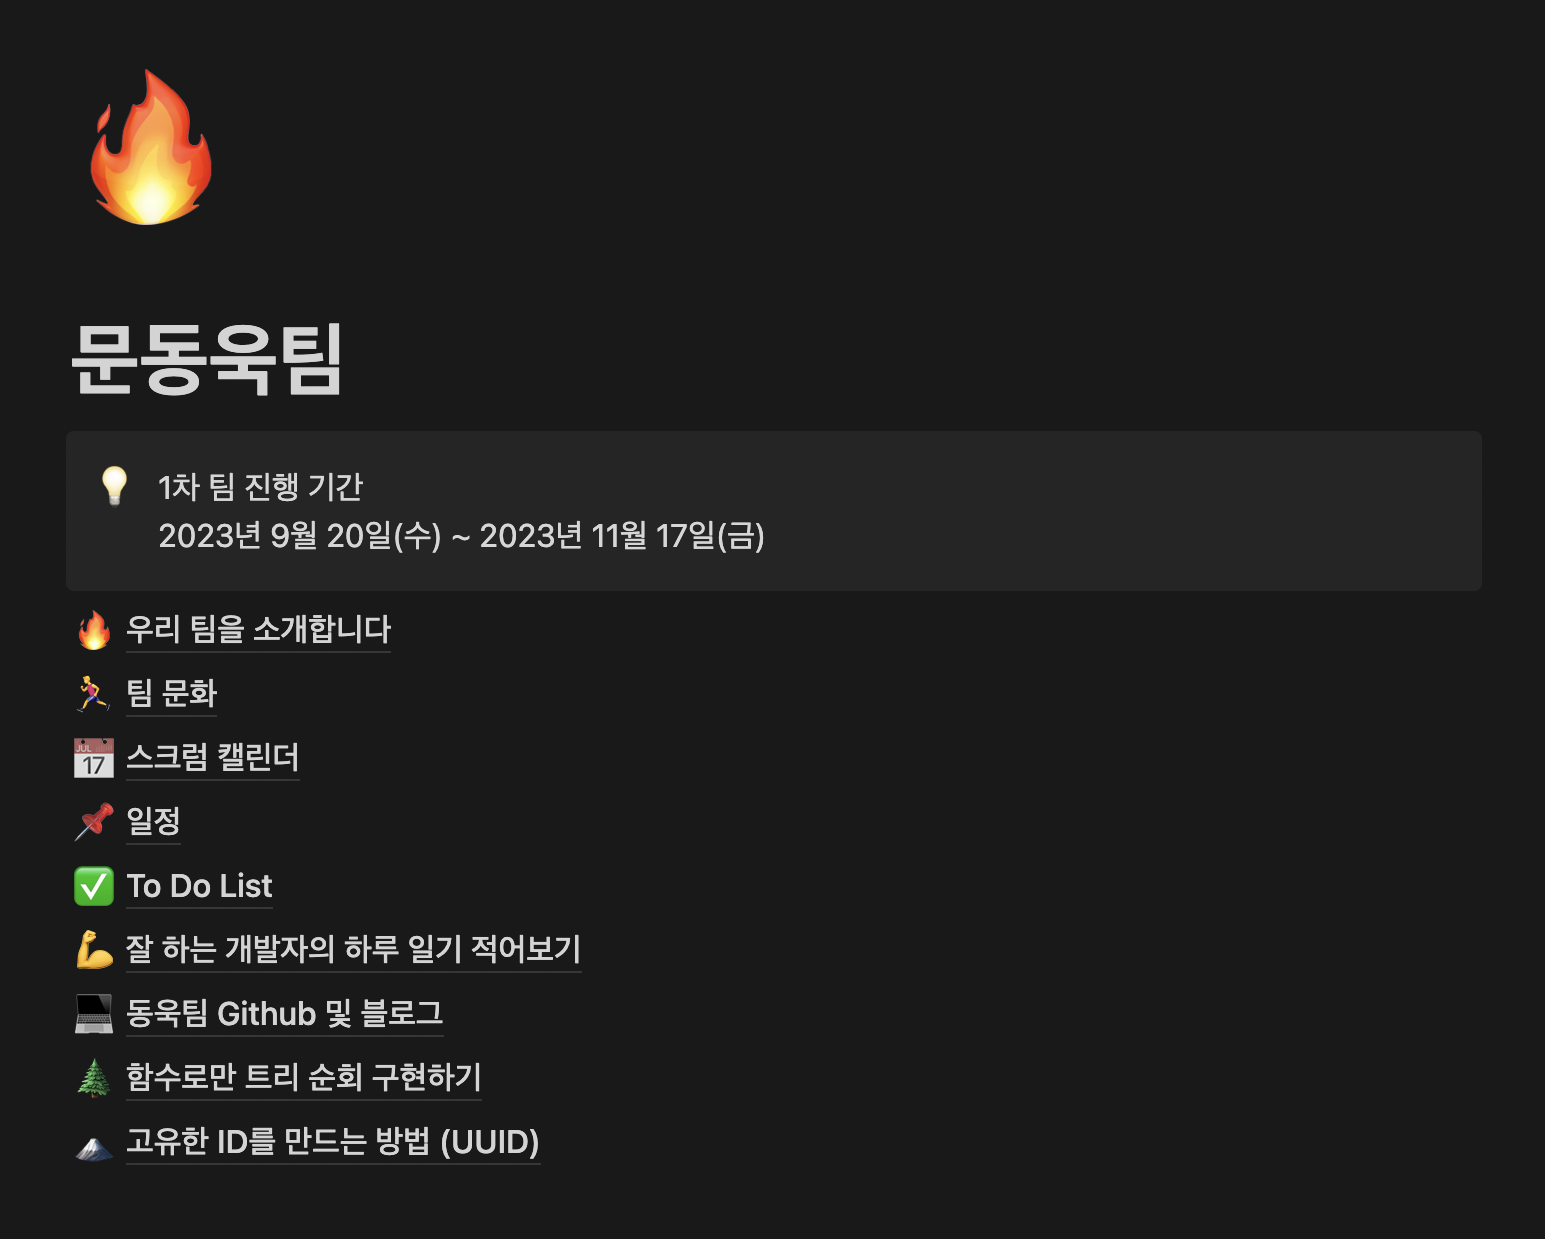 문동욱팀
1차 팀 진행 기간
2023년 9월 20일(수) ~ 2023년 11월 17일(금)
우리 팀을 소개합니다
팀 문화
JUL
17
스크럼 캘린더
일정
To Do List
잘 하는 개발자의 하루 일기 적어보기
동욱팀 Github 및 블로그
함수로만 트리 순회 구현하기
고유한 ID를 만드는 방법 (UUID)